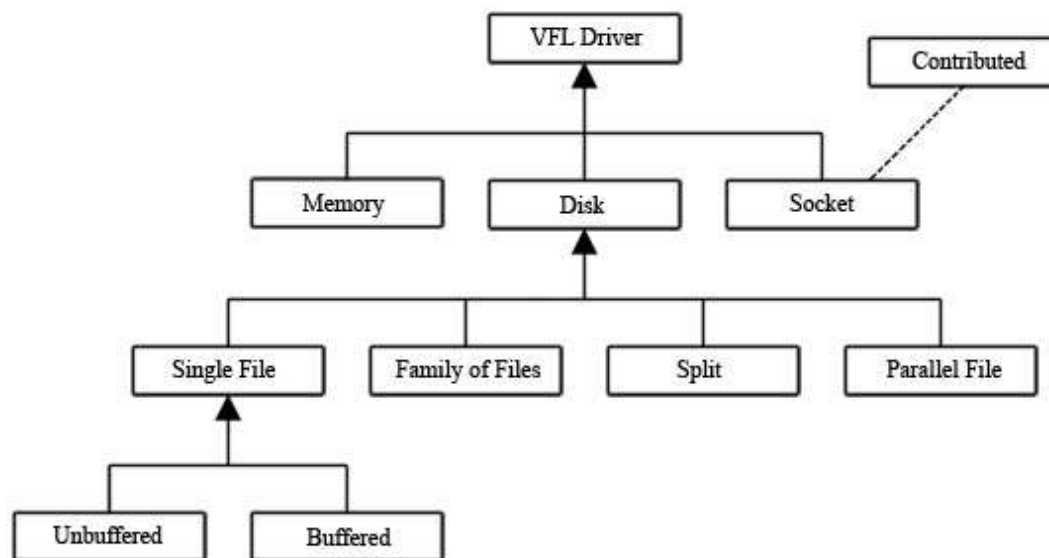 VFL Driver
Contributed
Memory
Disk
Socket
Single File
Family of Files
Split
Parallel File
Unbuffered
Buffered